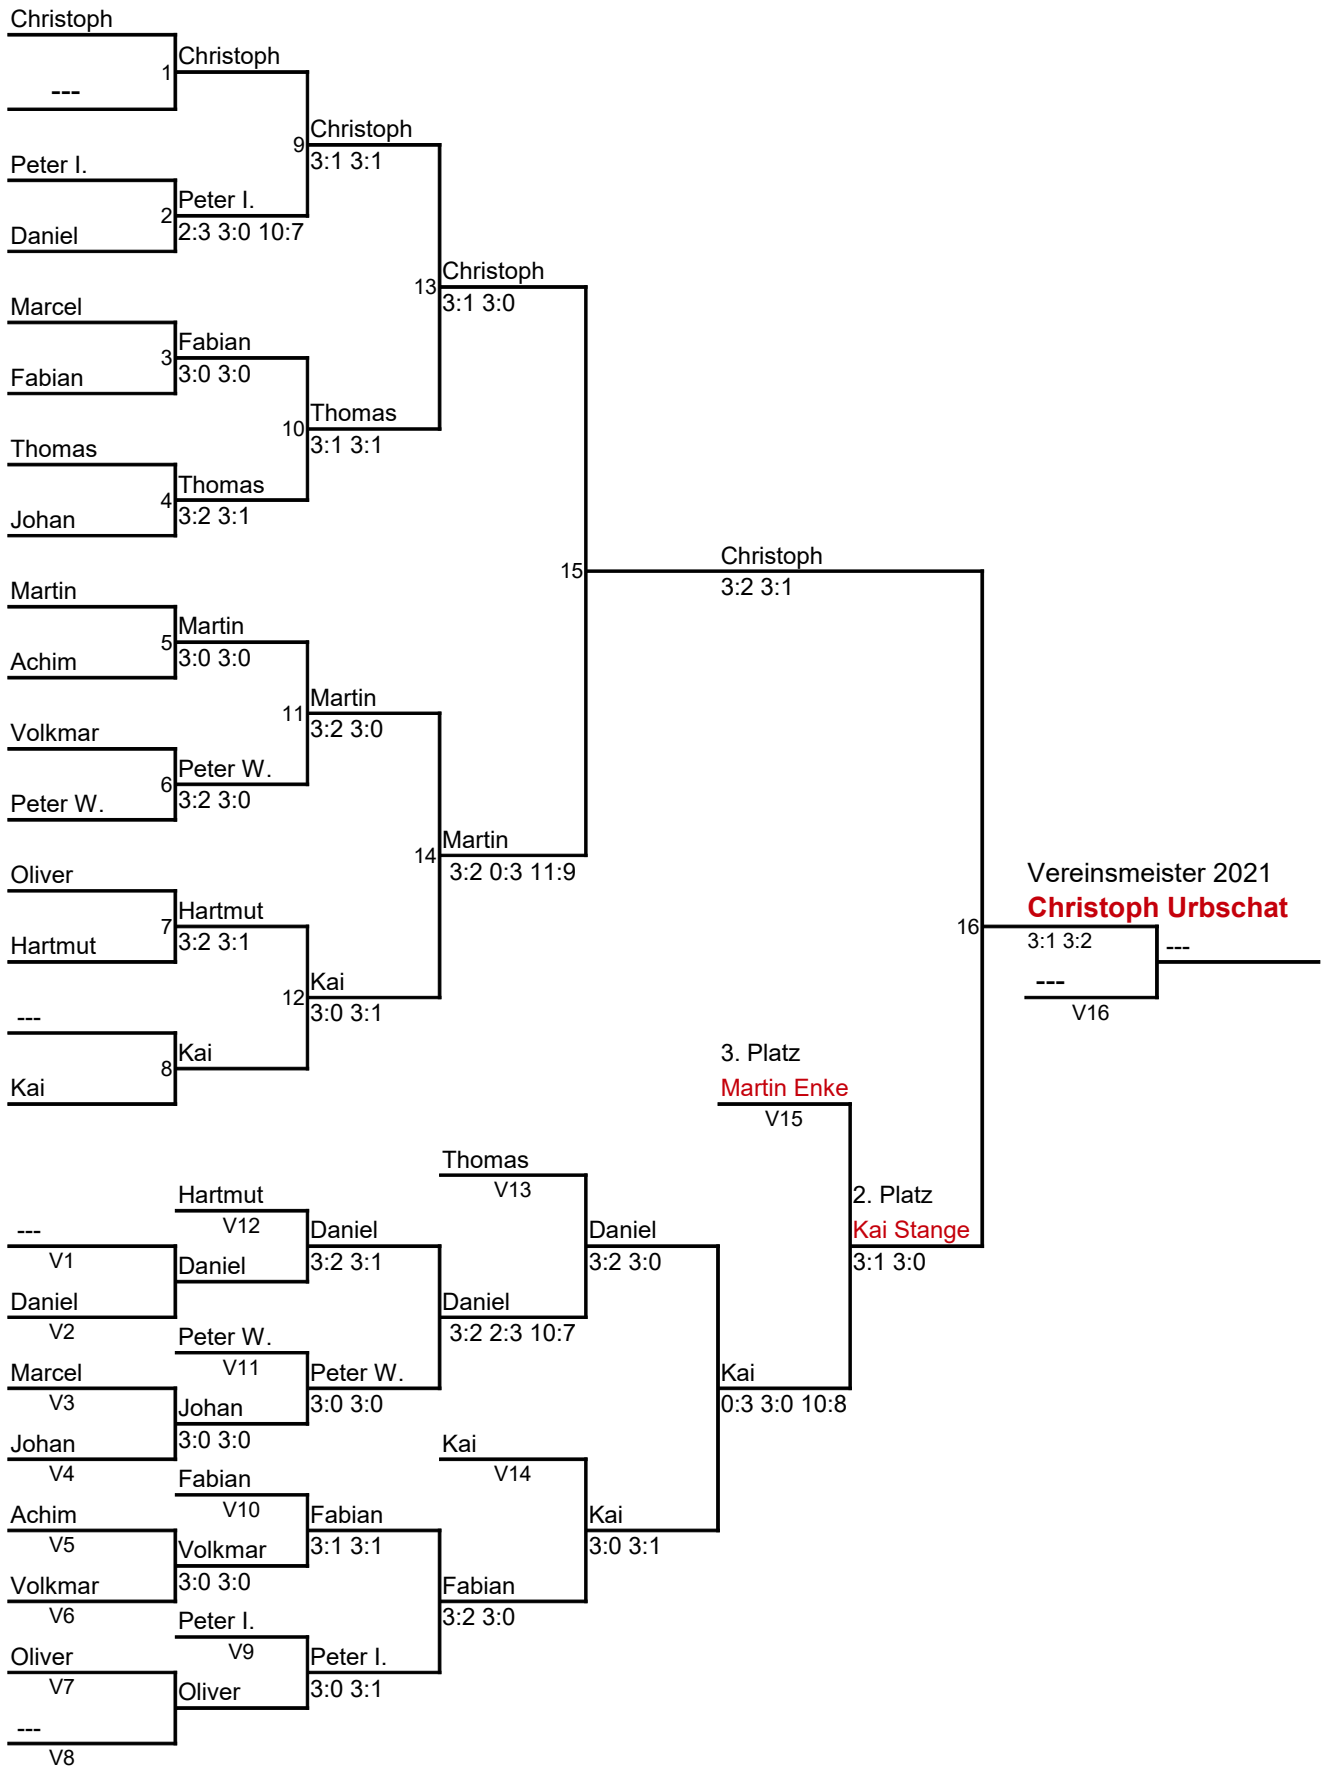 Christoph
1
Christoph
---
9
Christoph
3:1 3:1
Peter I.
2
Peter I.
2:3 3:0 10:7
Daniel
13
Christoph
3:1 3:0
Marcel
3
Fabian
3:0 3:0
Fabian
10
Thomas
3:1 3:1
Thomas
4
Thomas
3:2 3:1
Johan
15
Christoph
3:2 3:1
Martin
5
Martin
3:0 3:0
Achim
11
Martin
3:2 3:0
Volkmar
6
Peter W.
3:2 3:0
Peter W.
14
Martin
3:2 0:3 11:9
Oliver
7
Hartmut
3:2 3:1
Hartmut
12
Kai
3:0 3:1
---
8
Kai
Kai
16
Vereinsmeister 2021
Christoph Urbschat
3:1 3:2
---
---
V16
3. Platz
Martin Enke
V15
2. Platz
Kai Stange
3:1 3:0
Thomas
V13
Hartmut
V12
---
V1
Daniel
Daniel
V2
Daniel
3:2 3:1
Daniel
3:2 3:0
Daniel
3:2 2:3 10:7
Peter W.
V11
Marcel
V3
Peter W.
3:0 3:0
Johan
3:0 3:0
Johan
V4
Kai
0:3 3:0 10:8
Kai
V14
Fabian
V10
Achim
V5
Fabian
3:1 3:1
Kai
3:0 3:1
Volkmar
3:0 3:0
Volkmar
V6
Fabian
3:2 3:0
Peter I.
V9
Oliver
V7
Peter I.
3:0 3:1
Oliver
---
V8